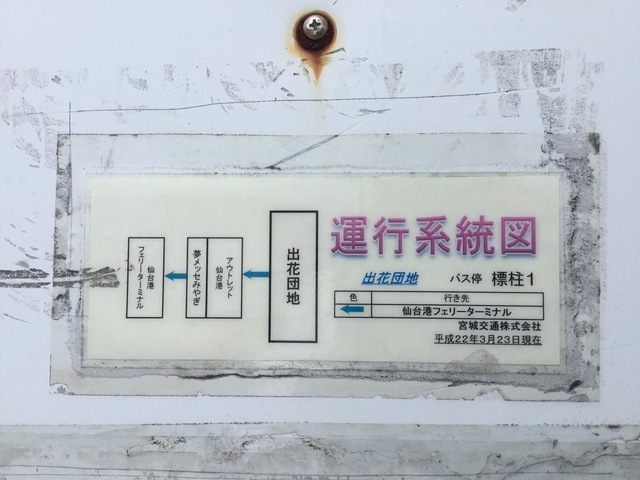 運行系統図
出花団地 バス停 標柱1
色 行き先
仙台港フェリーターミナル
宮城交通株式会社
平成22年3月23日現在
出花団地
アウトレット
仙台港
夢メッセみやぎ
仙台港
フェリーターミナル